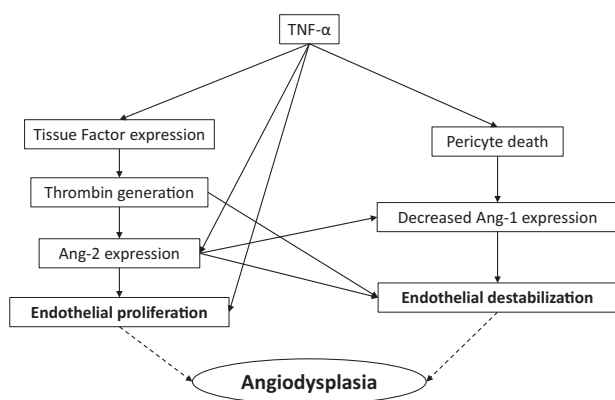 TNF-α
Tissue Factor expression
Pericyte death
Thrombin generation
Decreased Ang-1 expression
Ang-2 expression
Endothelial proliferation
Endothelial destabilization
Angiodysplasia